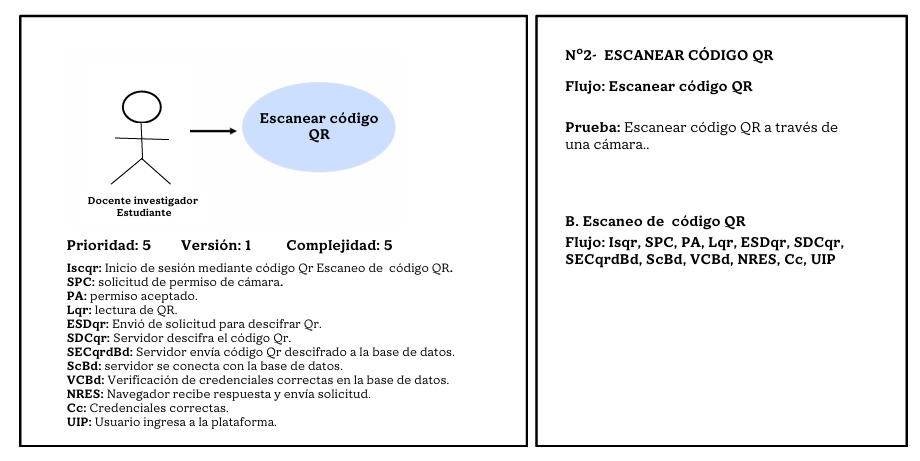 Escanear código
QR
Docente investigador
Estudiante
Prioridad: 5 Versión: 1 Complejidad: 5
Iscqr: Inicio de sesión mediante código Qr Escaneo de código QR.
SPC: solicitud de permiso de cámara.
PA: permiso aceptado.
Lqr: lectura de QR.
ESDqr: Envió de solicitud para descifrar Qr.
SDCqr: Servidor descifra el código Qr.
SECqrdBd: Servidor envía código Qr descifrado a la base de datos.
ScBd: servidor se conecta con la base de datos.
VCBd: Verificación de credenciales correctas en la base de datos.
NRES: Navegador recibe respuesta y envía solicitud.
Cc: Credenciales correctas.
UIP: Usuario ingresa a la plataforma.
Nº2- ESCANEAR CÓDIGO QR
Flujo: Escanear código QR
Prueba: Escanear código QR a través de
una cámara..
B. Escaneo de código QR
Flujo: Isqr, SPC, PA, Lqr, ESDqr, SDCqr,
SECqrdBd, ScBd, VCBd, NRES, Cc, UIP